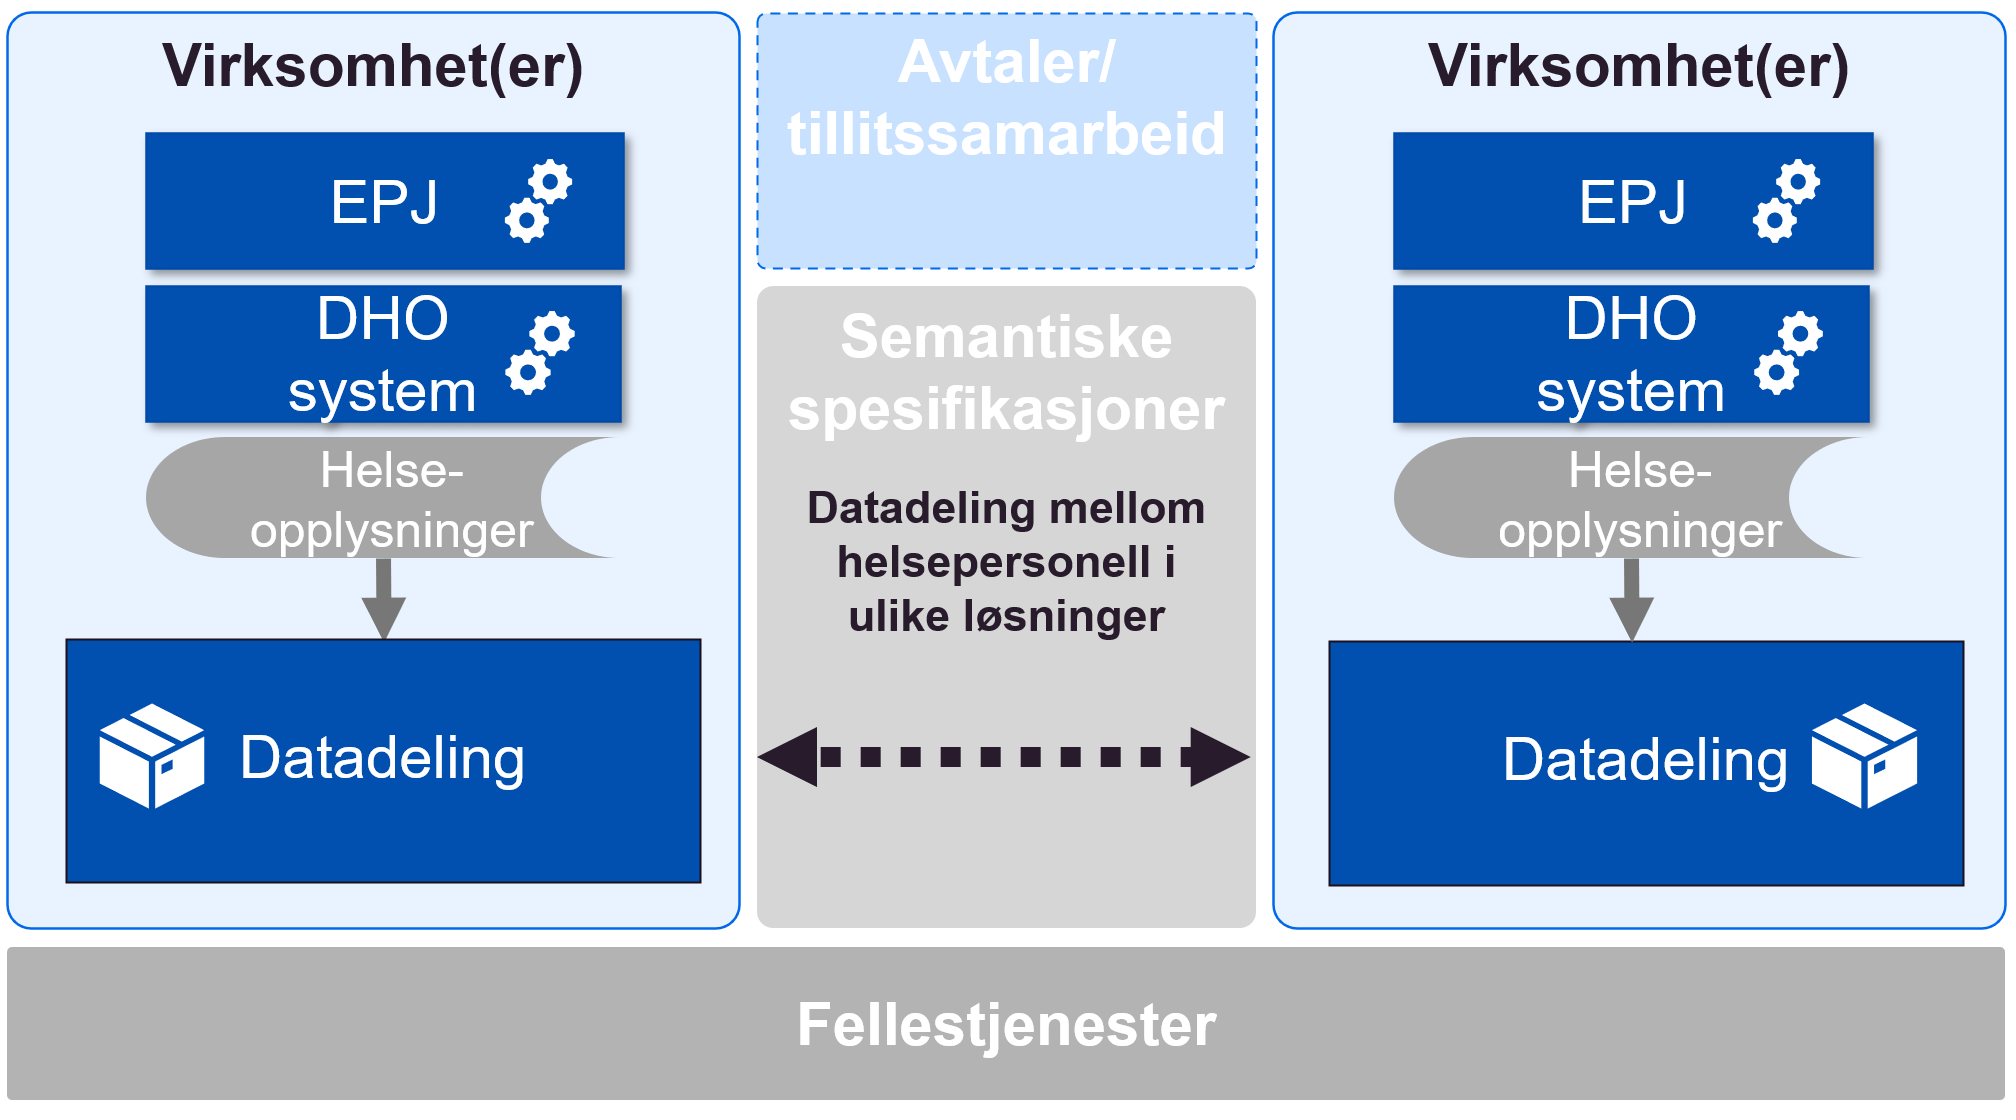 Virksomhet(er)
EPJ
DHO
system
Helse-
opplysninger
Datadeling
Avtaler/
tillitssamarbeid
Semantiske
spesifikasjoner
Datadeling mellom
helsepersonell i
ulike løsninger
Virksomhet(er)
EPJ
DHO
system
Helse-
opplysninger
Datadeling
Fellestjenester